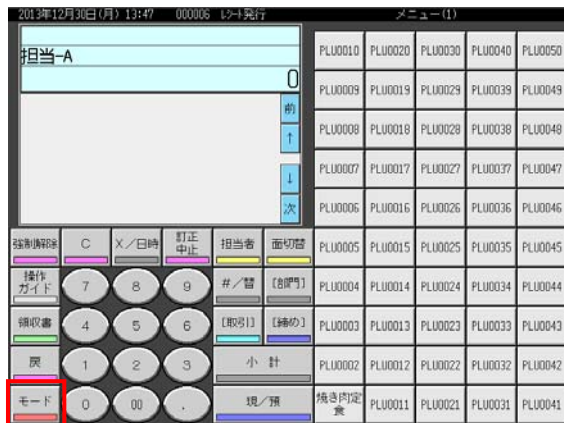 2013年12月30日(月) 13:47 000006 レシート発行 メニュー(1)
担当-A
0
前
↑
↓
次
PLU0010 PLU0020 PLU0030 PLU0040 PLU0050
PLU0009 PLU0019 PLU0029 PLU0039 PLU0049
PLU0008 PLU0018 PLU0028 PLU0038 PLU0048
PLU0007 PLU0017 PLU0027 PLU0037 PLU0047
PLU0006 PLU0016 PLU0026 PLU0036 PLU0046
強制解除 C X/日時 訂正 担当者 面切替 PLU0005 PLU0015 PLU0025 PLU0035 PLU0045
中止
操作 7 8 9 #/替 [部門] PLU0004 PLU0014 PLU0024 PLU0034 PLU0044
ガイド
領収書 4 5 6 [取引] [締め] PLU0003 PLU0013 PLU0023 PLU0033 PLU0043
戻 1 2 3 小 計 PLU0002 PLU0012 PLU0022 PLU0032 PLU0042
モード 0 00 . 現/預 焼き肉定 PLU0011 PLU0021 PLU0031 PLU0041
食